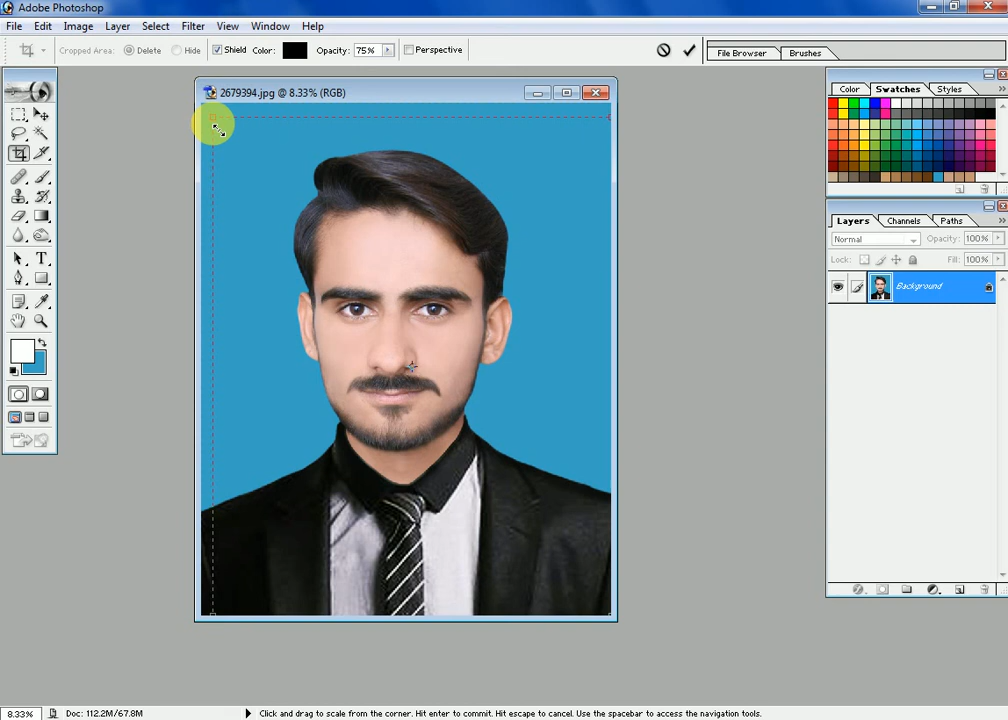 Adobe Photoshop
File Edit Image Layer Select Filter View Window Help
Cropped Area: Delete Hide Shield Color: Opacity: 75% Perspective File Browser Brushes
2679394.jpg @ 8.33% (RGB)
Color Swatches Styles
Layers Channels Paths
Normal Opacity: 100%
Lock: Fill: 100%
Background
8.33% Doc: 112.2M/67.8M Click and drag to scale from the corner. Hit enter to commit. Hit escape to cancel. Use the spacebar to access the navigation tools.